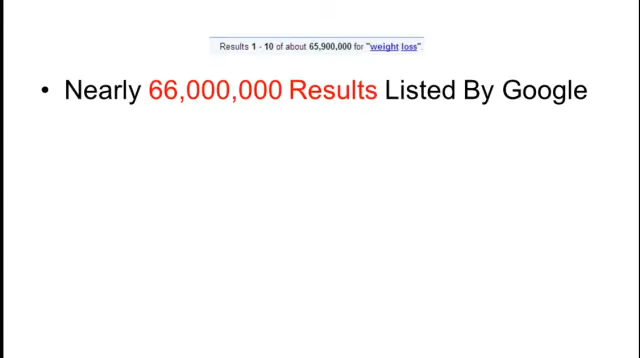 Results 1 - 10 of about 65,900,000 for "weight loss".
• Nearly 66,000,000 Results Listed By Google